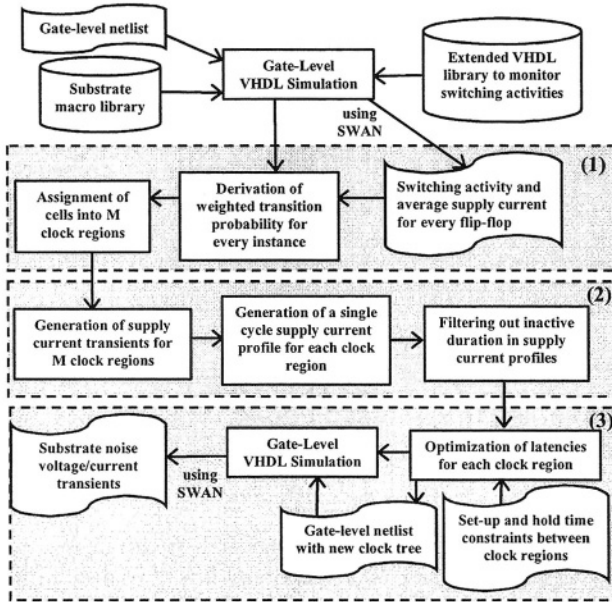 Gate-level netlist
Substrate
macro library
Gate-Level
VHDL Simulation
Extended VHDL
library to monitor
switching activities
using
SWAN
(1)
Assignment of
cells into M
clock regions
Derivation of
weighted transition
probability for
every instance
Switching activity and
average supply current
for every flip-flop
(2)
Generation of supply
current transients for
M clock regions
Generation of a single
cycle supply current
profile for each clock
region
Filtering out inactive
duration in supply
current profiles
(3)
Substrate noise
voltage/current
transients
using
SWAN
Gate-Level
VHDL Simulation
Optimization of latencies
for each clock region
Gate-level netlist
with new clock tree
Set-up and hold time
constraints between
clock regions